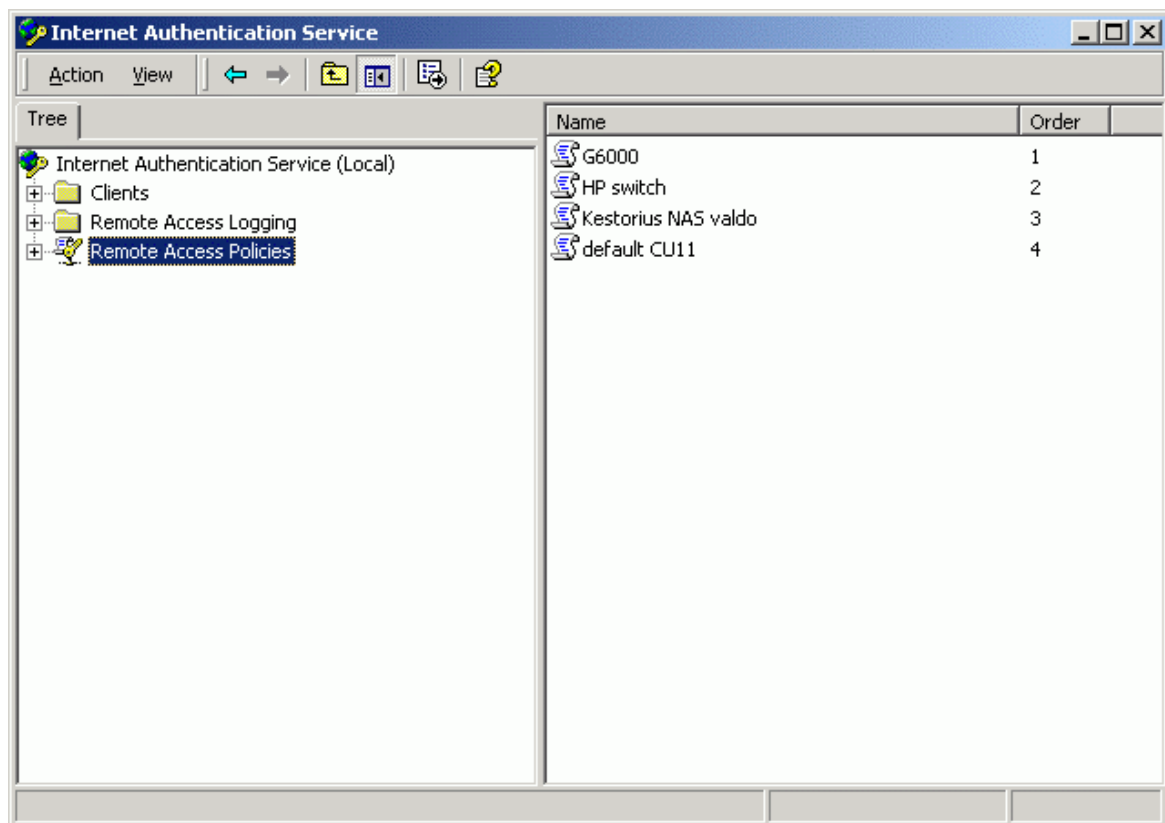 Internet Authentication Service
Action View
Tree
Internet Authentication Service (Local)
Clients
Remote Access Logging
Remote Access Policies
Name Order
G6000 1
HP switch 2
Kestorius NAS valdo 3
default CU11 4